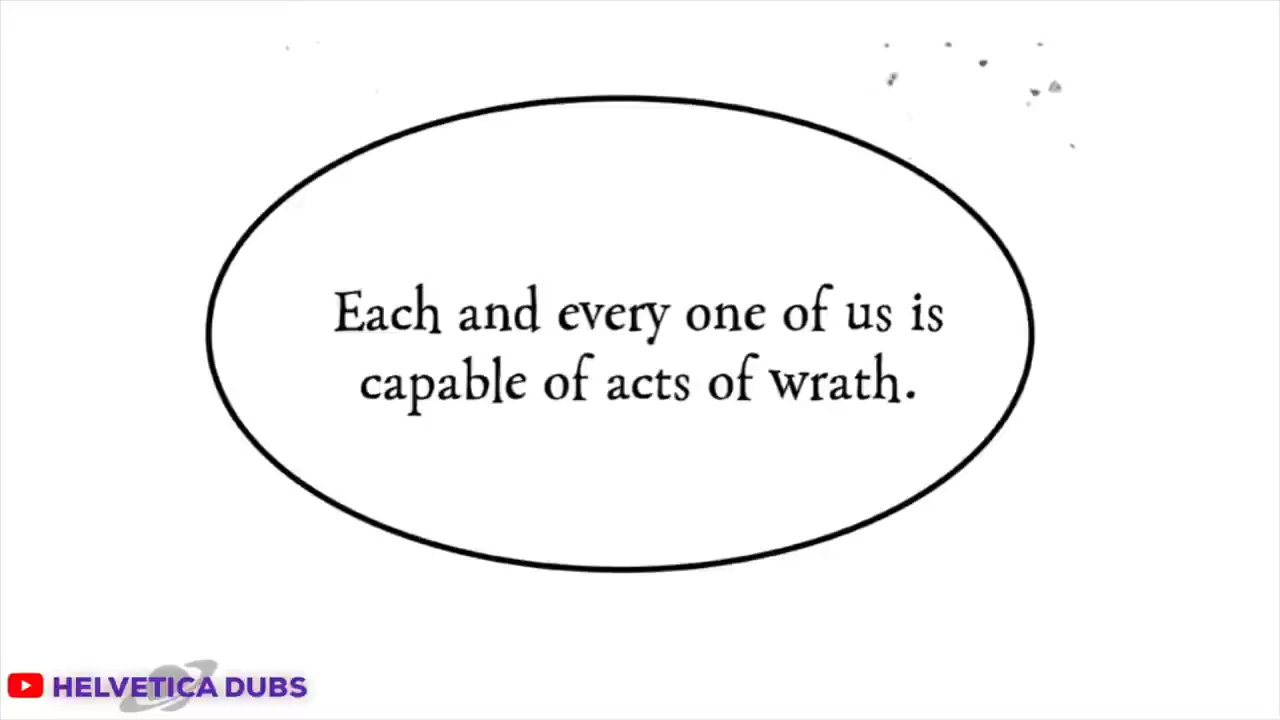 Each and every one of us is
capable of acts of wrath.
HELVETICA DUBS